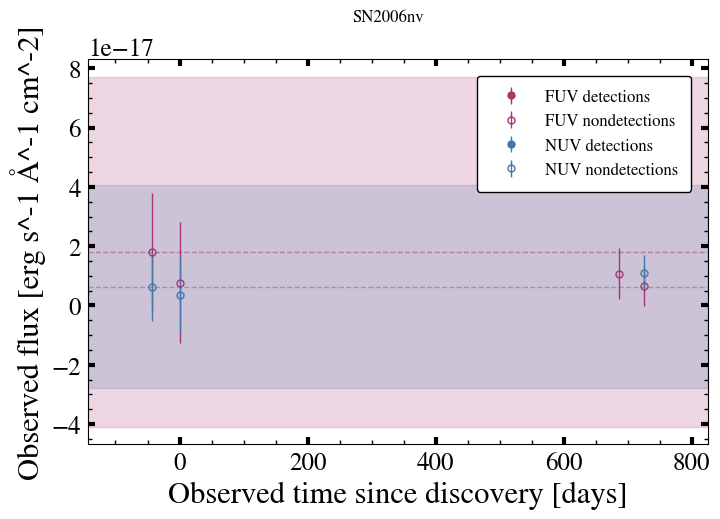 SN2006nv
1e−17
8
6
4
2
0
−2
−4
Observed flux [erg s^-1 Å^-1 cm^-2]
FUV detections
FUV nondetections
NUV detections
NUV nondetections
0 200 400 600 800
Observed time since discovery [days]